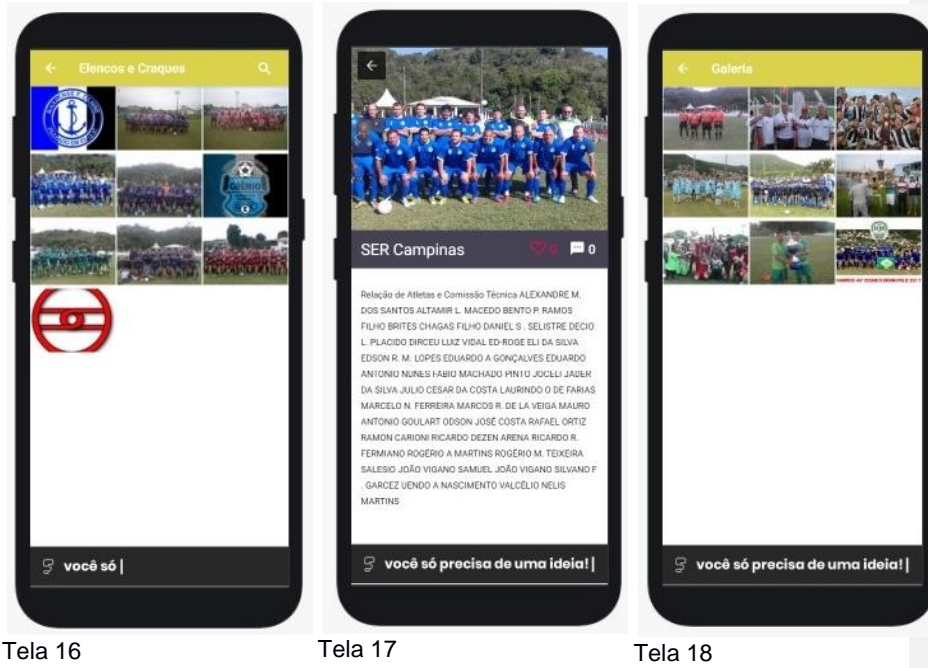 Elencos e Craques
GRÊMIO
você só
Tela 16
SER Campinas
0
0
Relação de Atletas e Comissão Técnica ALEXANDRE M.
DOS SANTOS ALTAMIR L. MACEDO BENTO P. RAMOS
FILHO BRITES CHAGAS FILHO DANIEL S . SELISTRE DECIO
L. PLACIDO DIRCEU LUIZ VIDAL ED-ROGE ELI DA SILVA
EDSON R. M. LOPES EDUARDO A GONÇALVES EDUARDO
ANTONIO NUNES FABIO MACHADO PINTO JOCELI JADER
DA SILVA JULIO CESAR DA COSTA LAURINDO O DE FARIAS
MARCELO N. FERREIRA MARCOS R. DE LA VEIGA MAURO
ANTONIO GOULART ODSON JOSÉ COSTA RAFAEL ORTIZ
RAMON CARIONI RICARDO DEZEN ARENA RICARDO R.
FERMIANO ROGÉRIO A MARTINS ROGÉRIO M. TEIXEIRA
SALESIO JOÃO VIGANO SAMUEL JOÃO VIGANO SILVANO F
. GARCEZ UENDO A NASCIMENTO VALCÉLIO NELIS
MARTINS
você só precisa de uma ideia!
Tela 17
Galeria
você só precisa de uma ideia!
Tela 18